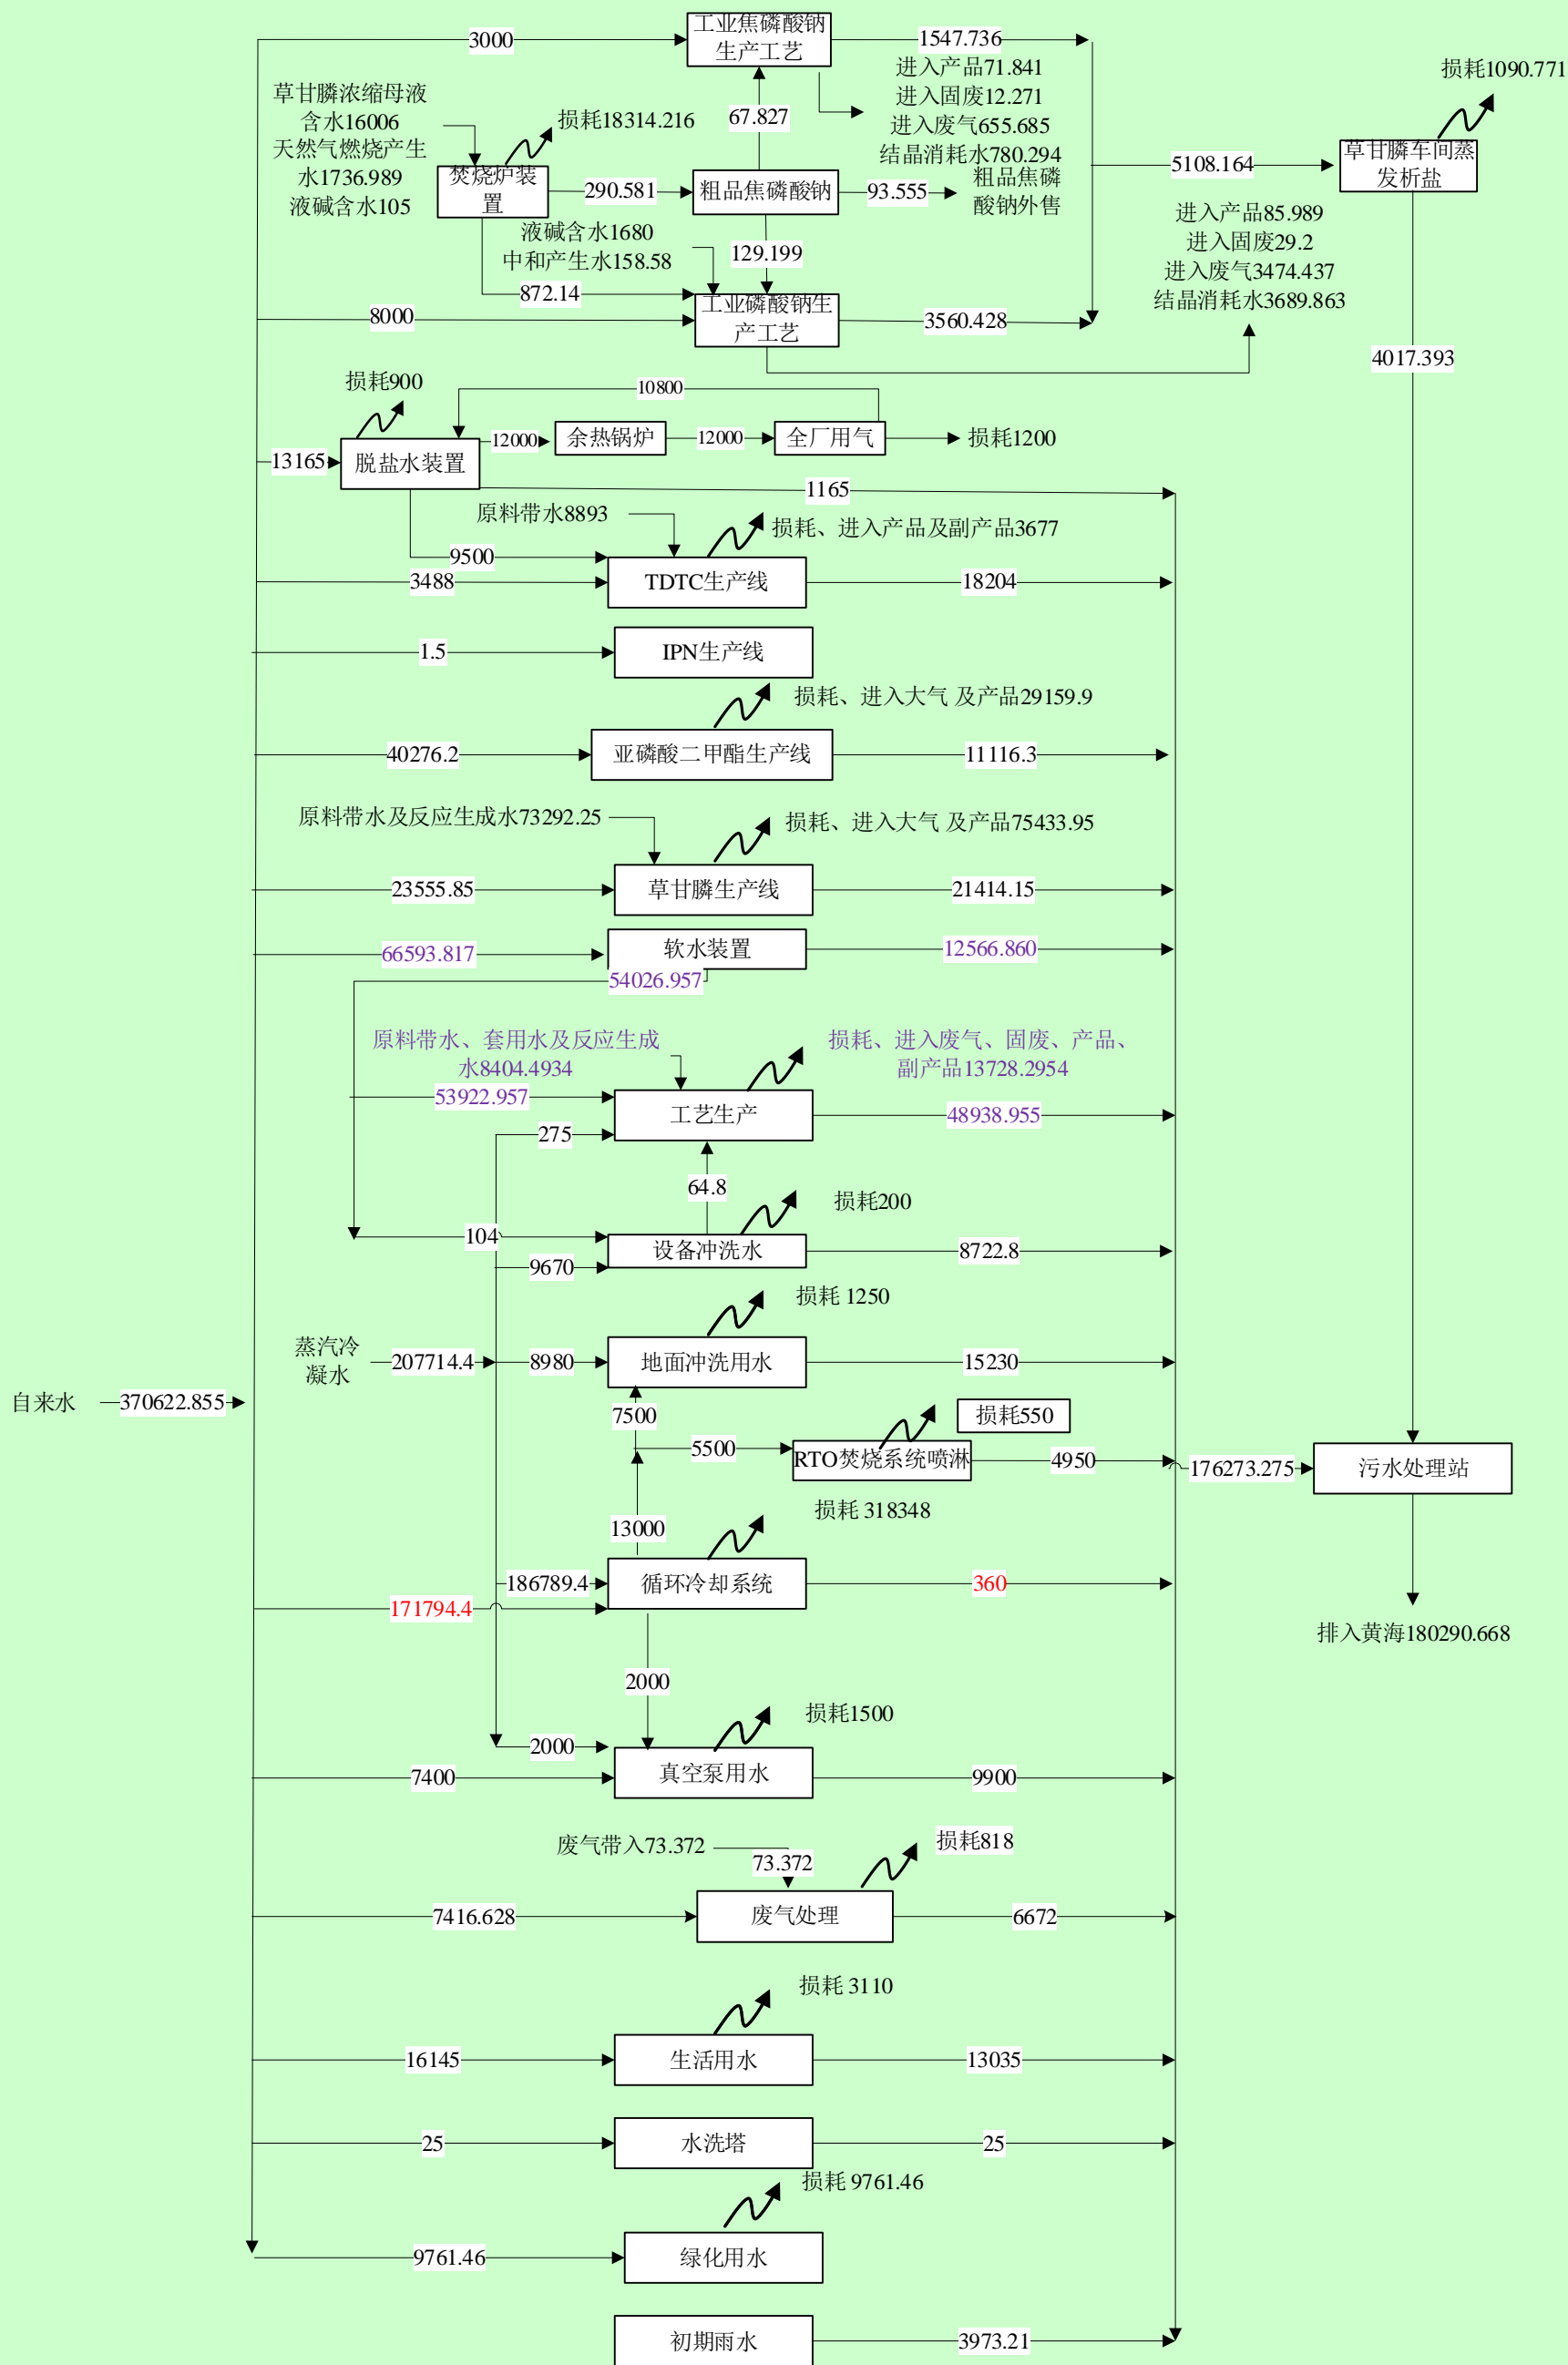 3000
工业焦磷酸钠
生产工艺
1547.736
进入产品71.841
进入固废12.271
进入废气655.685
结晶消耗水780.294
损耗1090.771
草甘膦浓缩母液
含水16006
天然气燃烧产生
水1736.989
液碱含水105
损耗18314.216
67.827
焚烧炉装
置
290.581
粗品焦磷酸钠
93.555
粗品焦磷
酸钠外售
5108.164
草甘膦车间蒸
发析盐
液碱含水1680
中和产生水158.58
129.199
872.14
8000
工业磷酸钠生
产工艺
3560.428
进入产品85.989
进入固废29.2
进入废气3474.437
结晶消耗水3689.863
4017.393
损耗900
10800
13165
脱盐水装置
12000
余热锅炉
12000
全厂用气
损耗1200
1165
原料带水8893
损耗、进入产品及副产品3677
9500
3488
TDTC生产线
18204
1.5
IPN生产线
损耗、进入大气 及产品29159.9
40276.2
亚磷酸二甲酯生产线
11116.3
原料带水及反应生成水73292.25
损耗、进入大气 及产品75433.95
23555.85
草甘膦生产线
21414.15
66593.817
软水装置
12566.860
54026.957
原料带水、套用水及反应生成
水8404.4934
损耗、进入废气、固废、产品、
副产品13728.2954
53922.957
工艺生产
48938.955
275
64.8
损耗200
104
设备冲洗水
8722.8
9670
损耗 1250
蒸汽冷
凝水
207714.4
8980
地面冲洗用水
15230
自来水
370622.855
7500
损耗550
5500
RTO焚烧系统喷淋
4950
176273.275
污水处理站
13000
损耗 318348
186789.4
循环冷却系统
360
171794.4
排入黄海180290.668
2000
损耗1500
2000
真空泵用水
7400
9900
废气带入73.372
73.372
损耗818
7416.628
废气处理
6672
损耗 3110
16145
生活用水
13035
25
水洗塔
25
损耗 9761.46
9761.46
绿化用水
初期雨水
3973.21